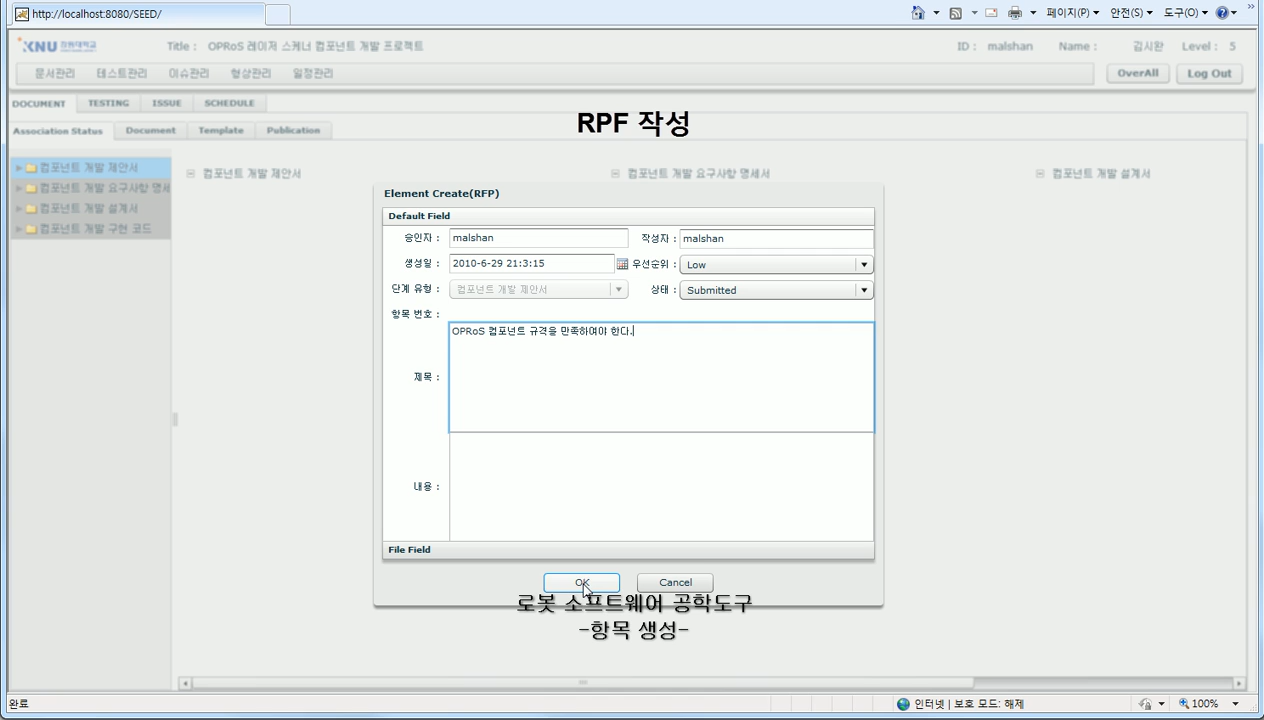 http://localhost:8080/SEED/
페이지(P) 안전(S) 도구(O)
KNU 강원대학교 Title : OPRoS 레이저 스케너 컴포넌트 개발 프로젝트 ID : malshan Name : 김시완 Level : 5
문서관리 테스트관리 이슈관리 형상관리 일정관리 OverAll Log Out
DOCUMENT TESTING ISSUE SCHEDULE
RPF 작성
Association Status Document Template Publication
컴포넌트 개발 제안서
컴포넌트 개발 요구사항 명세
컴포넌트 개발 설계서
컴포넌트 개발 구현 코드
컴포넌트 개발 제안서 컴포넌트 개발 요구사항 명세서 컴포넌트 개발 설계서
Element Create(RFP)
Default Field
승인자 : malshan 작성자 : malshan
생성일 : 2010-6-29 21:3:15 우선순위 : Low
단계 유형 : 컴포넌트 개발 제안서 상태 : Submitted
항목 번호 :
제목 : OPRoS 컴포넌트 규격을 만족하여야 한다.
내용 :
File Field
OK Cancel
로봇 소프트웨어 공학도구
-항목 생성-
완료 인터넷 | 보호 모드: 해제 100%